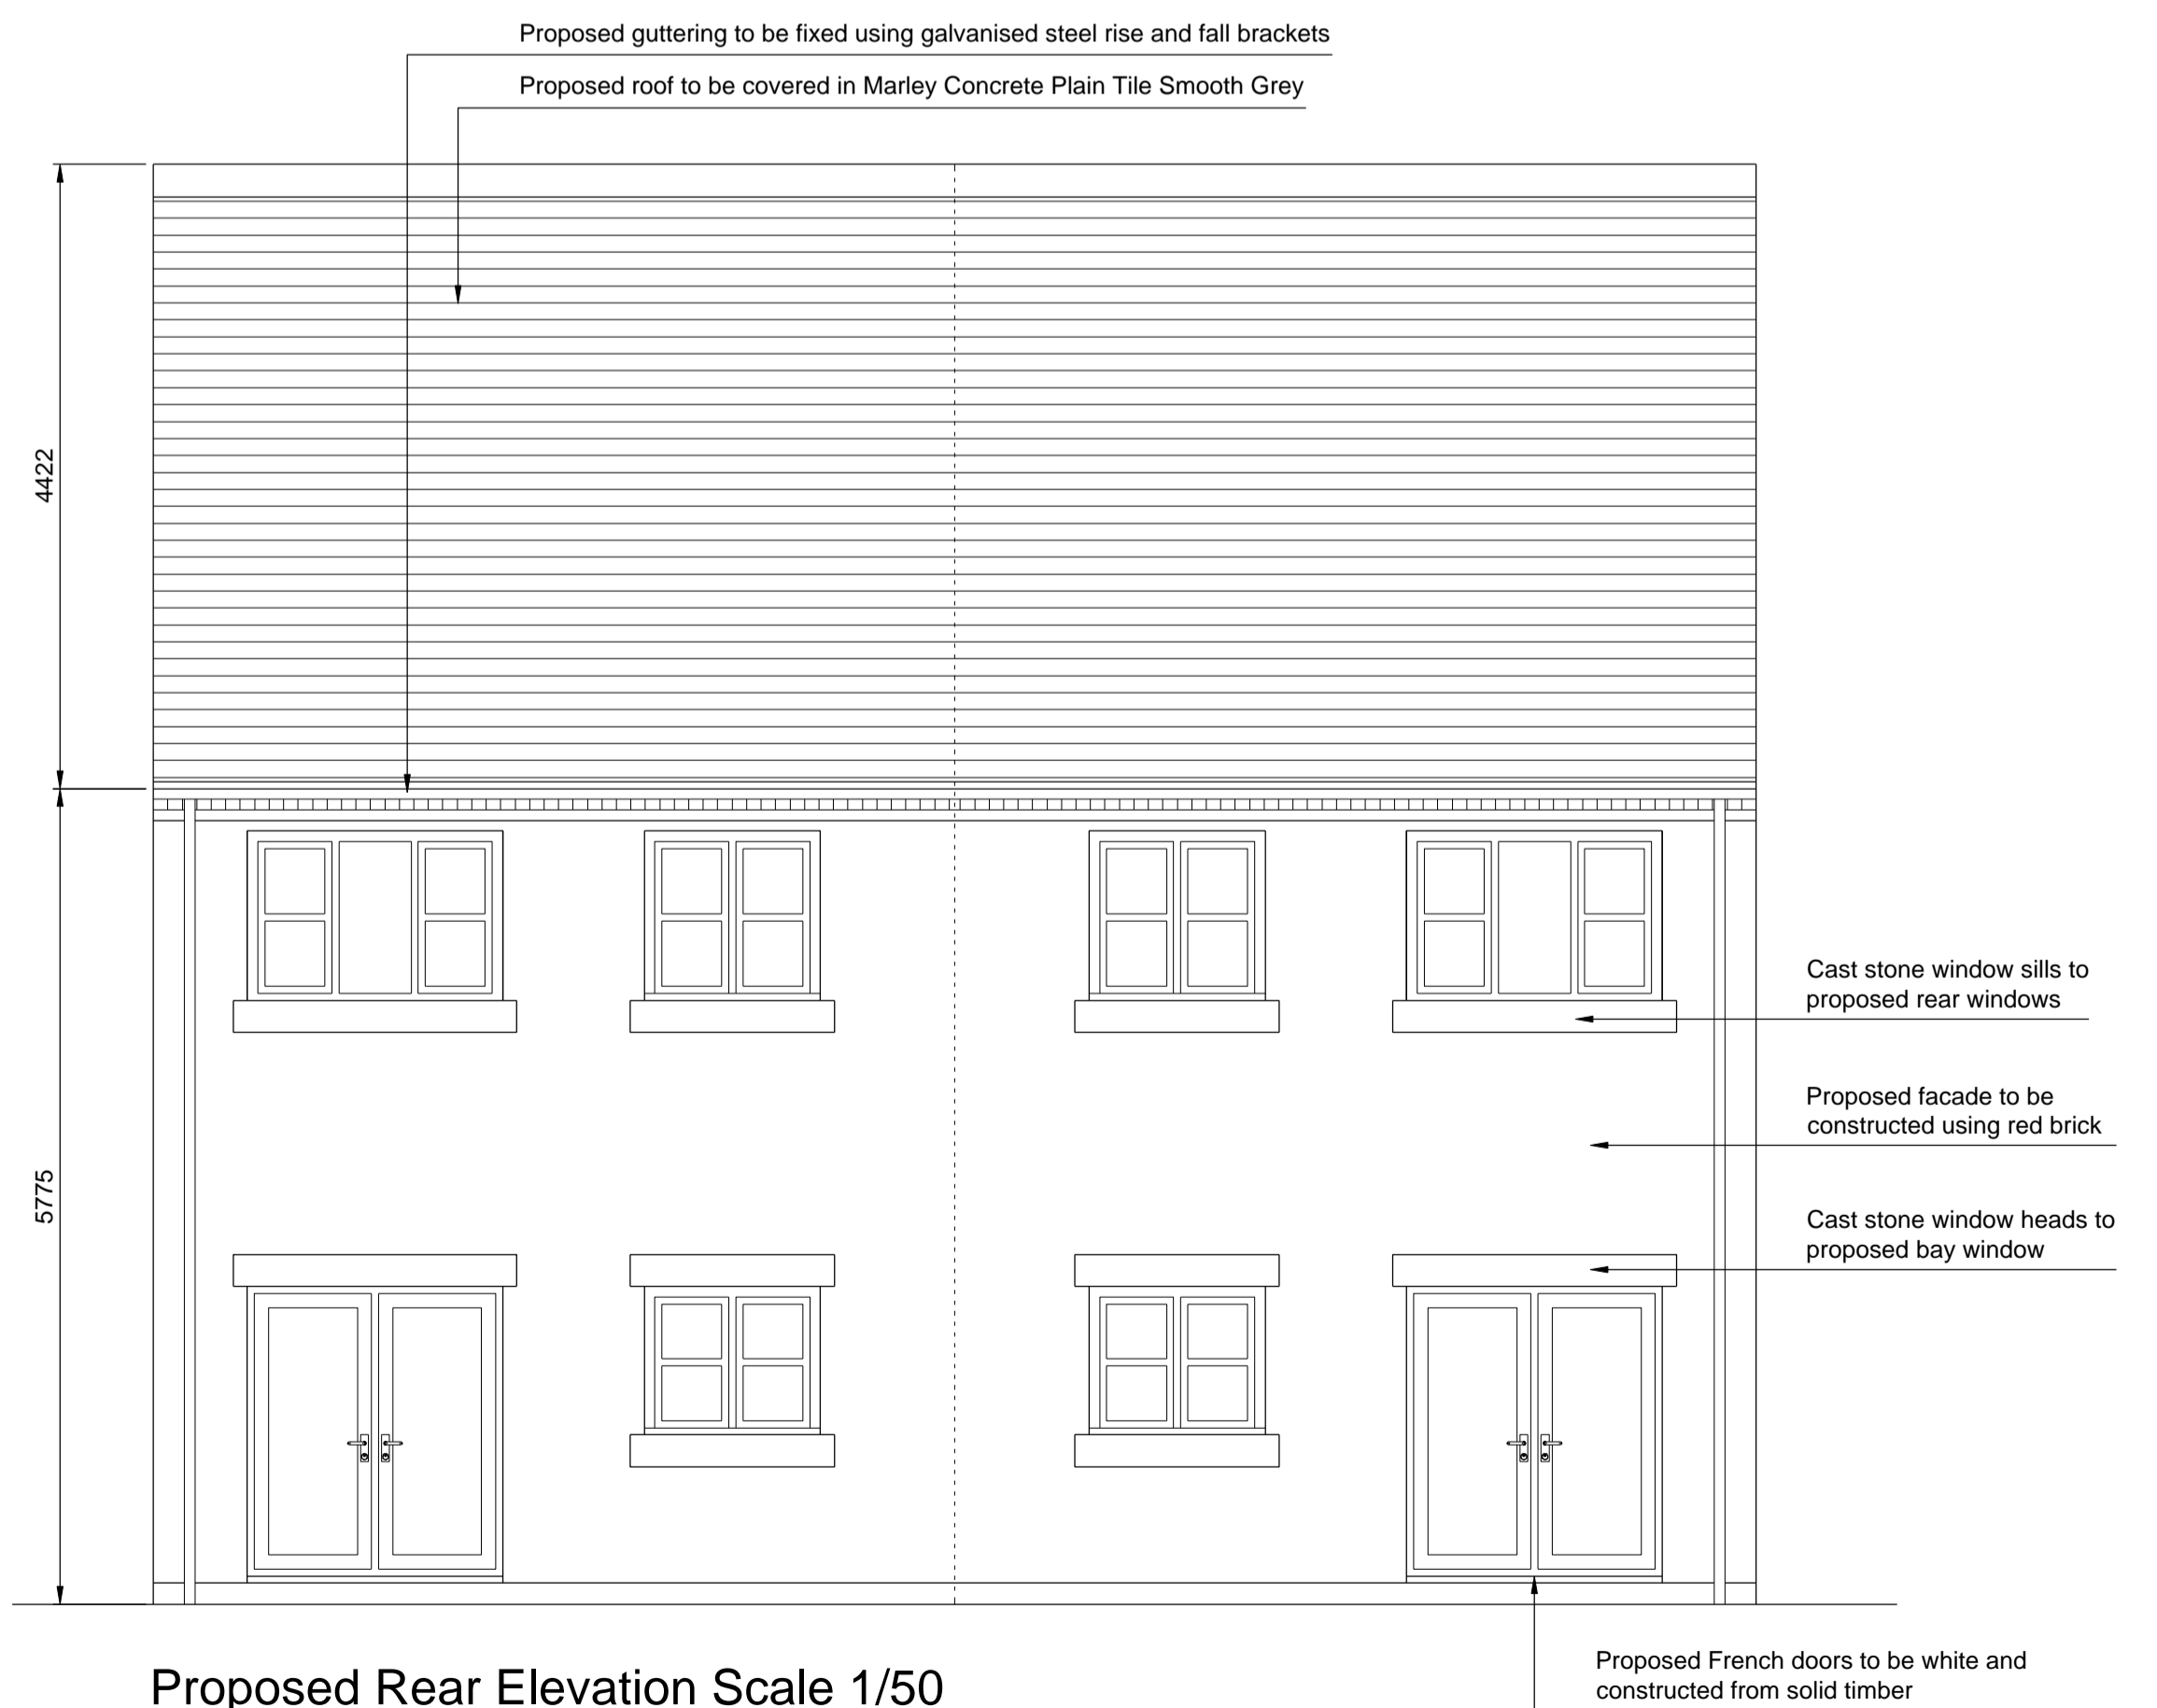 Proposed guttering to be fixed using galvanised steel rise and fall brackets
Proposed roof to be covered in Marley Concrete Plain Tile Smooth Grey
4422
5775
Cast stone window sills to
proposed rear windows
Proposed facade to be
constructed using red brick
Cast stone window heads to
proposed bay window
Proposed French doors to be white and
constructed from solid timber
Proposed Rear Elevation Scale 1/50